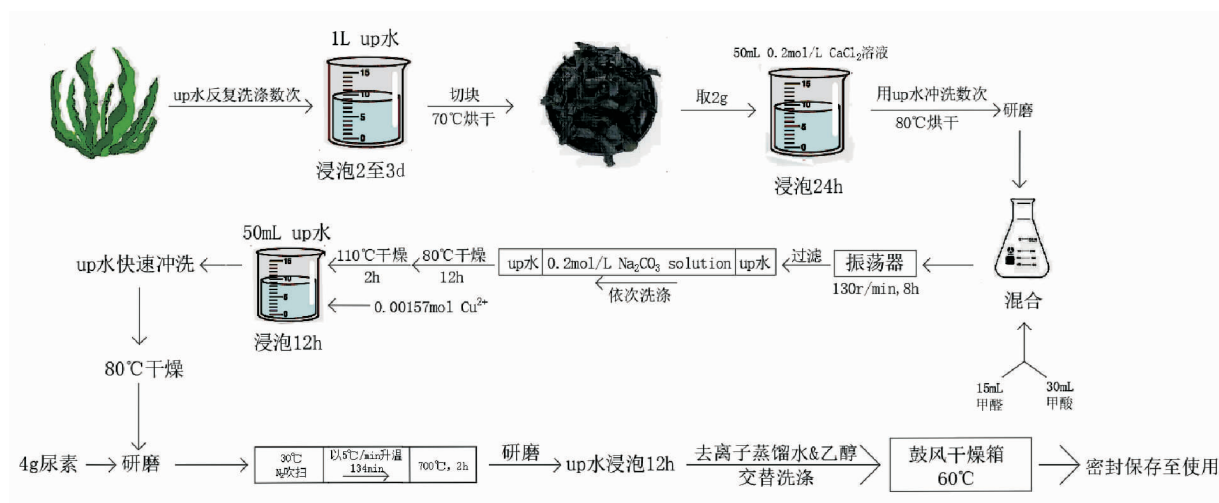 1L up水
up水反复洗涤数次
浸泡2至3d
切块
70℃烘干
取2g
50mL 0.2mol/L CaCl₂溶液
15
10
5
0
浸泡24h
用up水冲洗数次
80℃烘干
研磨
混合
15mL
甲醛
30mL
甲酸
振荡器
130r/min,8h
过滤
up水
0.2mol/L Na₂CO₃ solution
up水
依次洗涤
80℃干燥
12h
110℃干燥
2h
50mL up水
0.00157mol Cu²⁺
浸泡12h
up水快速冲洗
80℃干燥
4g尿素
研磨
30℃
N₂吹扫
以5℃/min升温
134min
700℃, 2h
研磨
up水浸泡12h
去离子蒸馏水&乙醇
交替洗涤
鼓风干燥箱
60℃
密封保存至使用